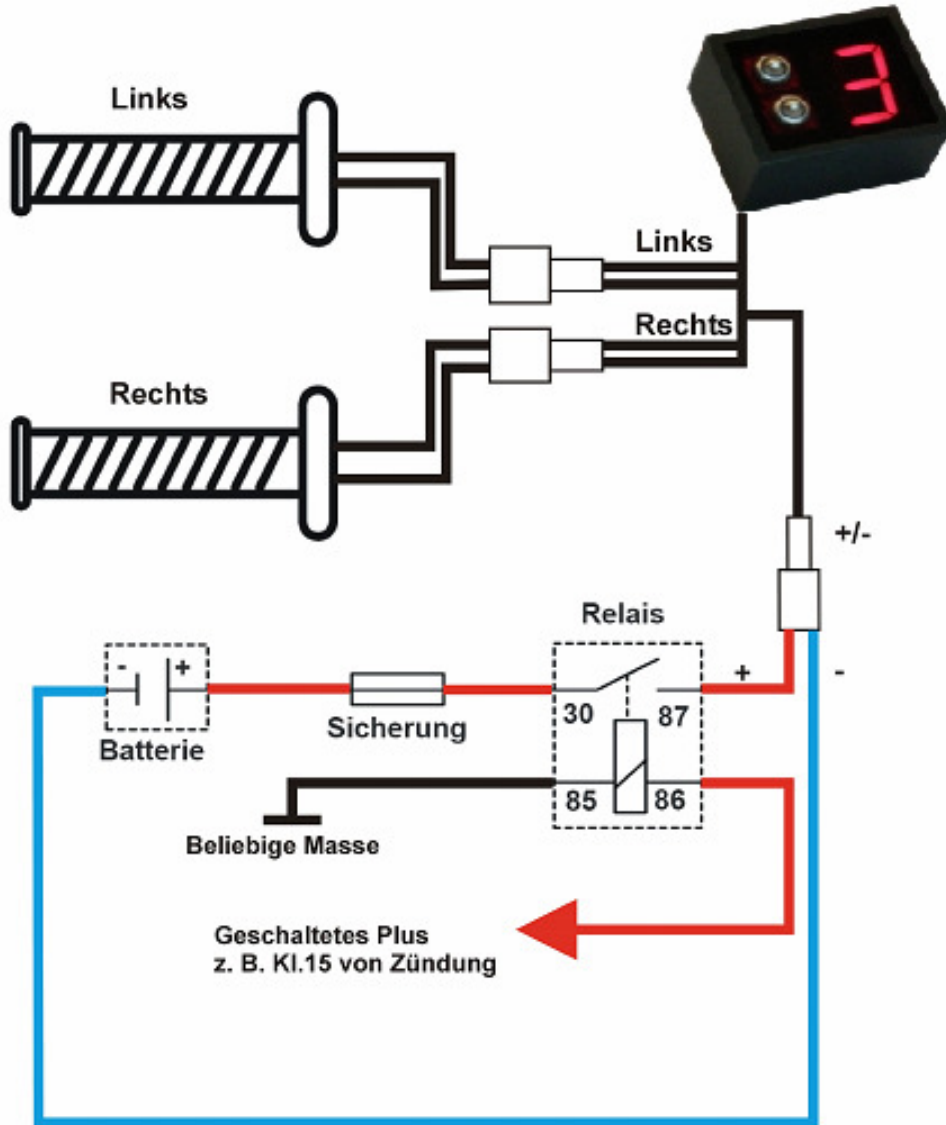 Links
3
Links
Rechts
Rechts
+/-
Relais
- +
+ -
30 87
Batterie
Sicherung
85 86
Beliebige Masse
Geschaltetes Plus
z. B. Kl.15 von Zündung